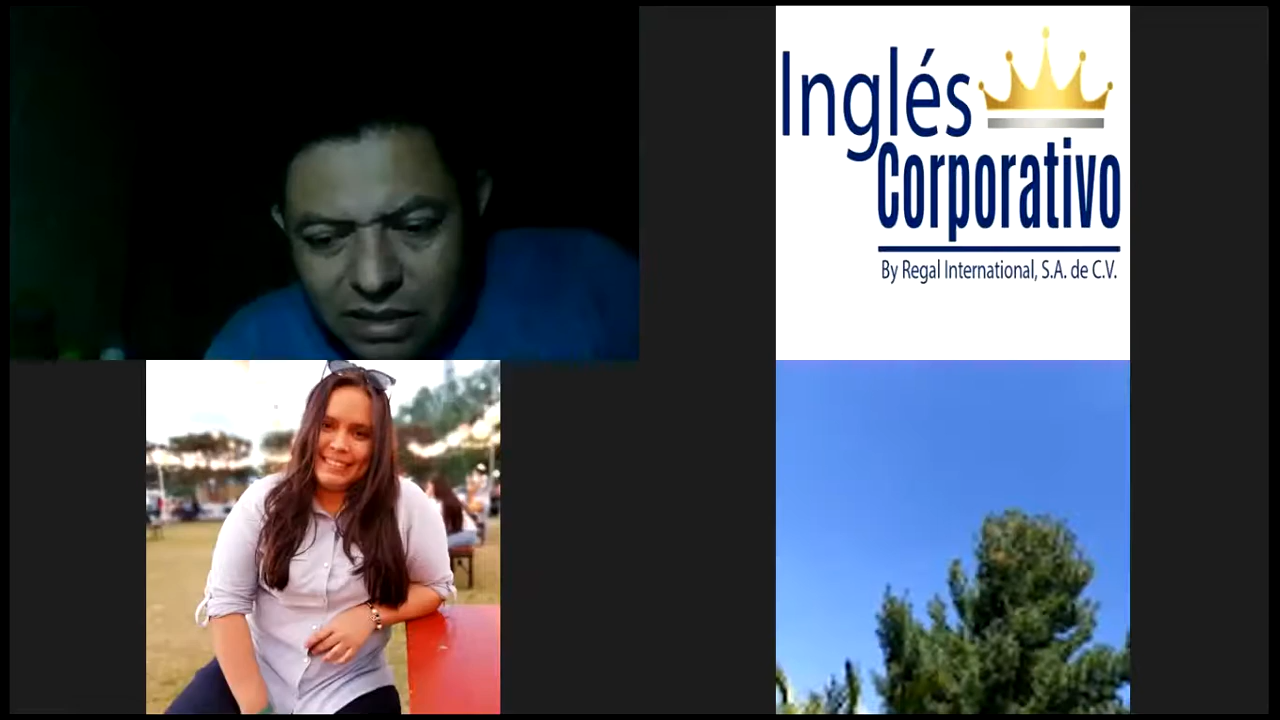 Inglés
Corporativo
By Regal International, S.A. de C.V.